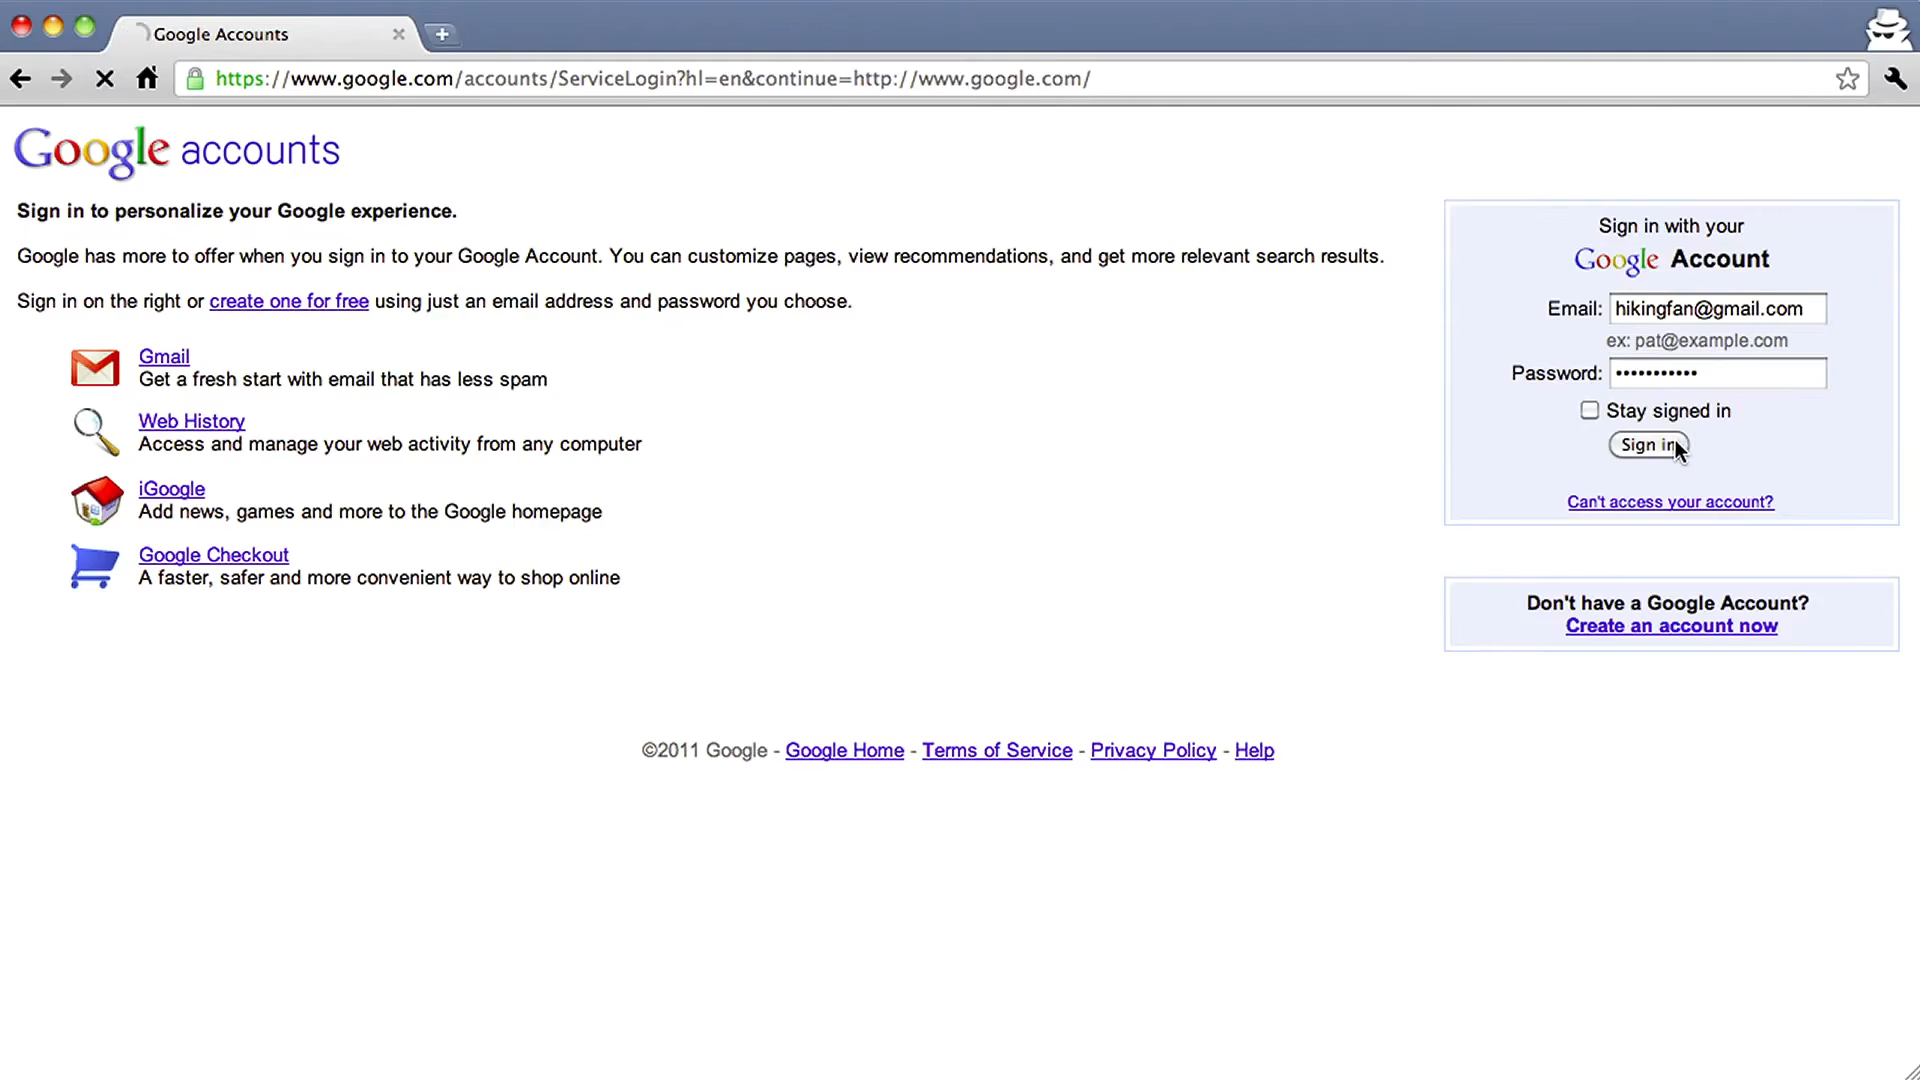 Google Accounts
https://www.google.com/accounts/ServiceLogin?hl=en&continue=http://www.google.com/
Google accounts
Sign in to personalize your Google experience.
Google has more to offer when you sign in to your Google Account. You can customize pages, view recommendations, and get more relevant search results.
Sign in on the right or create one for free using just an email address and password you choose.
Gmail
Get a fresh start with email that has less spam
Web History
Access and manage your web activity from any computer
iGoogle
Add news, games and more to the Google homepage
Google Checkout
A faster, safer and more convenient way to shop online
Sign in with your
Google Account
Email: hikingfan@gmail.com
ex: pat@example.com
Password: •••••••••••
Stay signed in
Sign in
Can't access your account?
Don't have a Google Account?
Create an account now
©2011 Google - Google Home - Terms of Service - Privacy Policy - Help